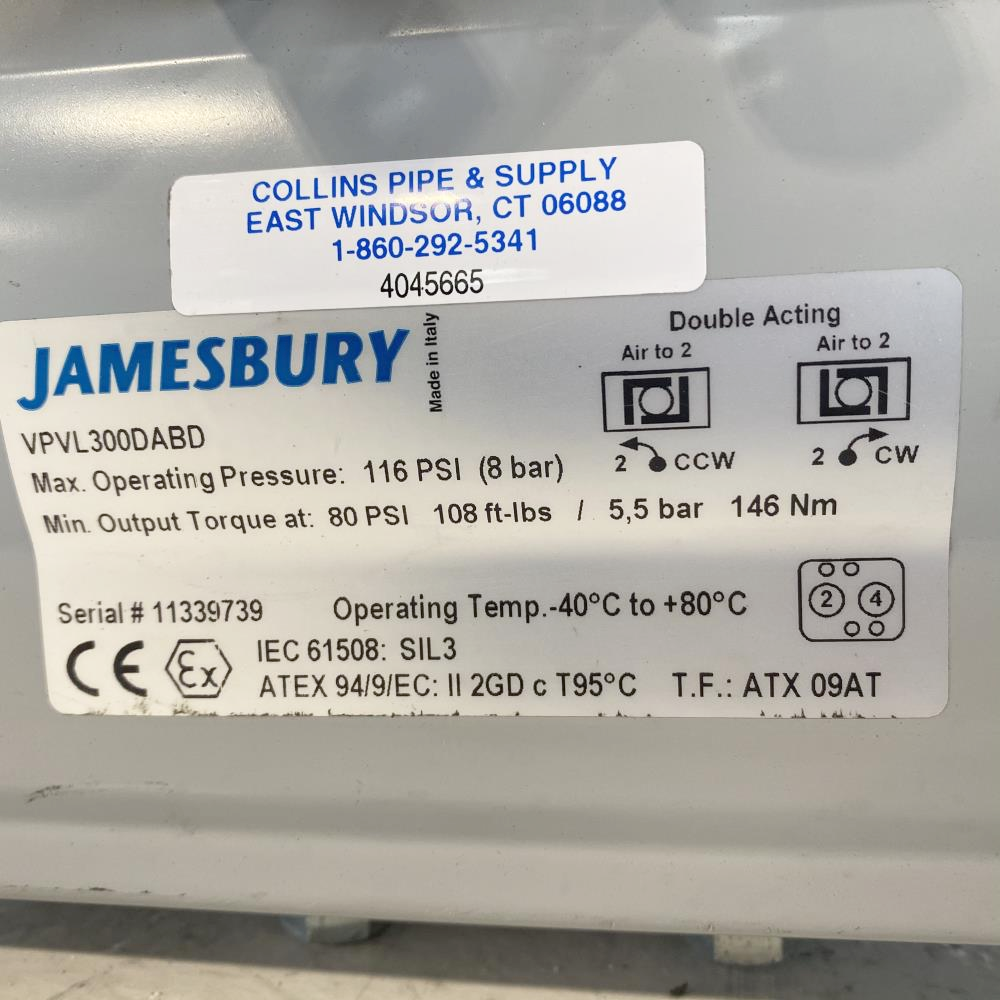 COLLINS PIPE & SUPPLY
EAST WINDSOR, CT 06088
1-860-292-5341
4045665
JAMESBURY
Made in Italy
Double Acting
Air to 2
Air to 2
2 CCW
2 CW
VPVL300DABD
Max. Operating Pressure: 116 PSI (8 bar)
Min. Output Torque at: 80 PSI 108 ft-lbs / 5,5 bar 146 Nm
Serial # 11339739
Operating Temp.-40°C to +80°C
2 4
CE Ex
IEC 61508: SIL3
ATEX 94/9/EC: II 2GD c T95°C T.F.: ATX 09AT